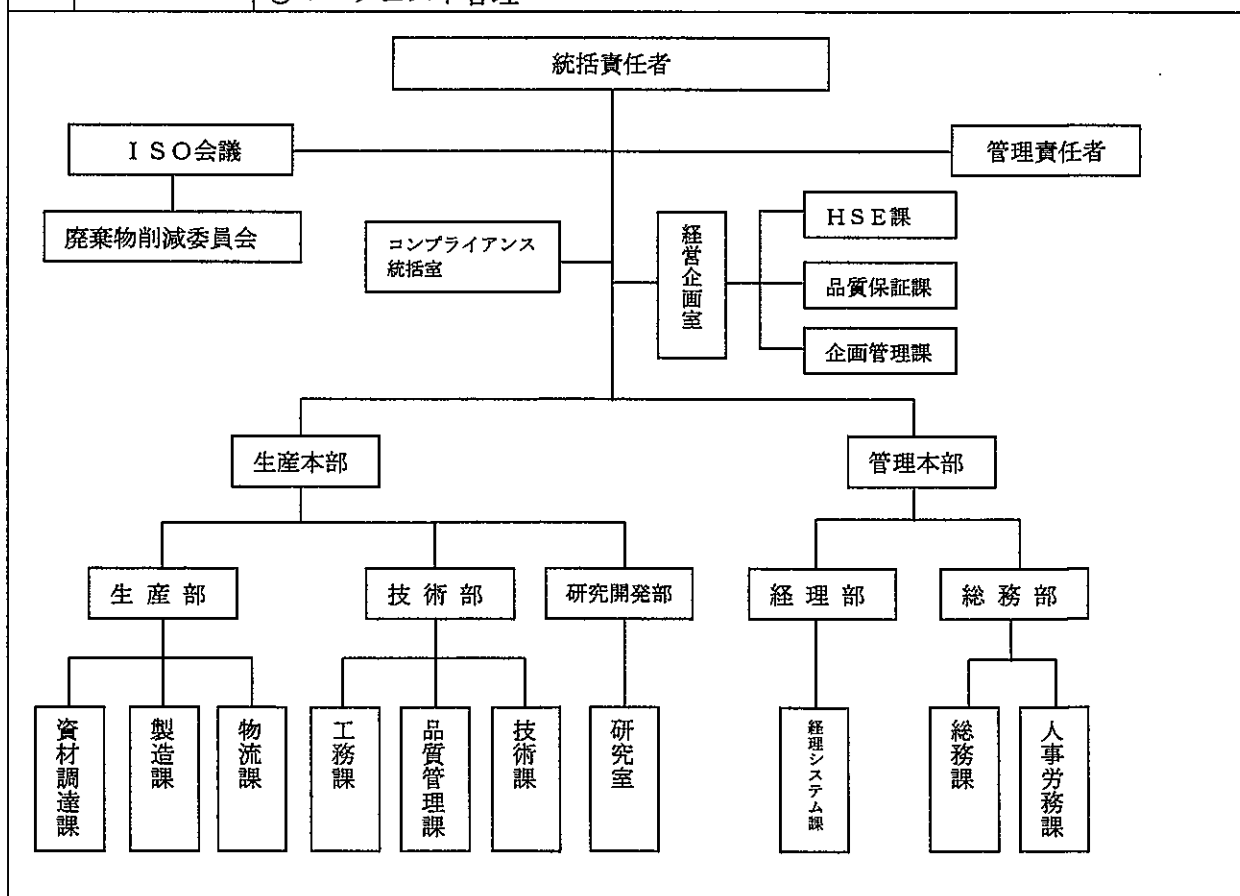 統括責任者
ISO会議
管理責任者
廃棄物削減委員会
コンプライアンス
統括室
経営企画室
HSE課
品質保証課
企画管理課
生産本部
管理本部
生産部
技術部
研究開発部
経理部
総務部
資材調達課
製造課
物流課
工務課
品質管理課
技術課
研究室
経理システム課
総務課
人事労務課